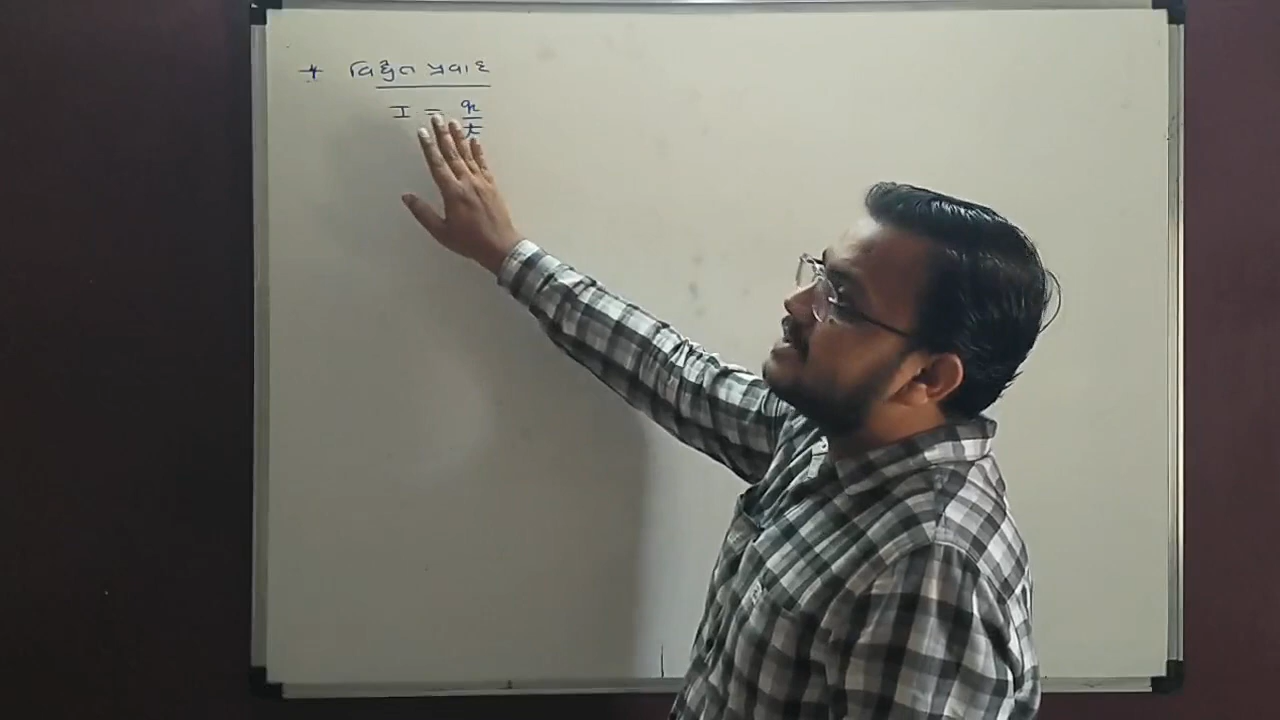 * વિદ્યુત પ્રવાહ
I = q/t